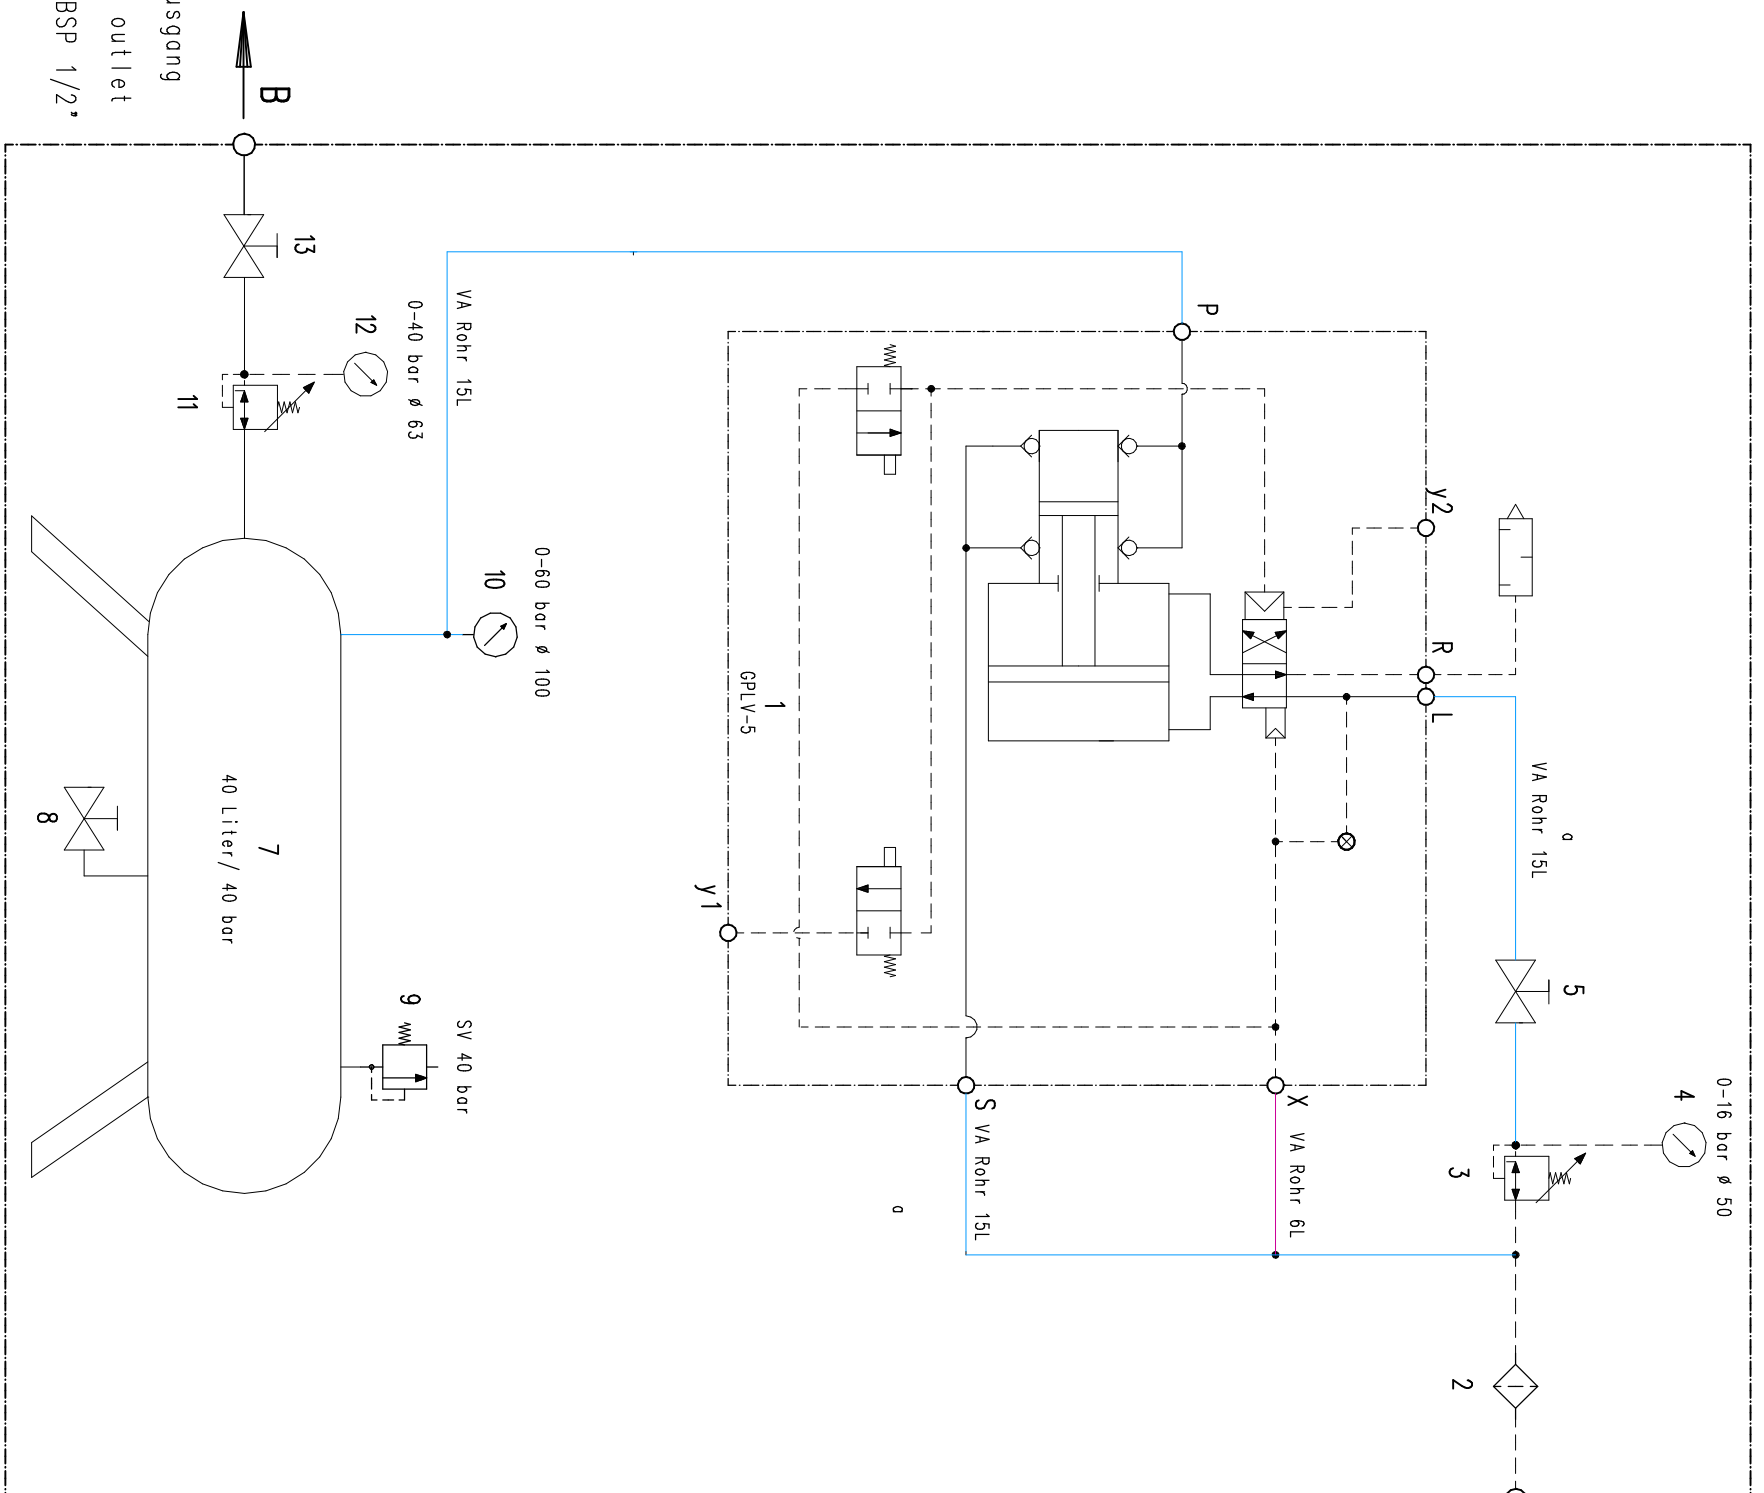 usgang
outlet
BSP 1/2"
B
13
12
0-40 bar ø 63
VA Rohr 15L
11
10
0-60 bar ø 100
7
40 Liter/ 40 bar
8
9
SV 40 bar
P
y2
R
L
1
GPLV-5
y1
S
VA Rohr 15L
X
VA Rohr 6L
a
a
VA Rohr 15L
5
4
0-16 bar ø 50
3
2